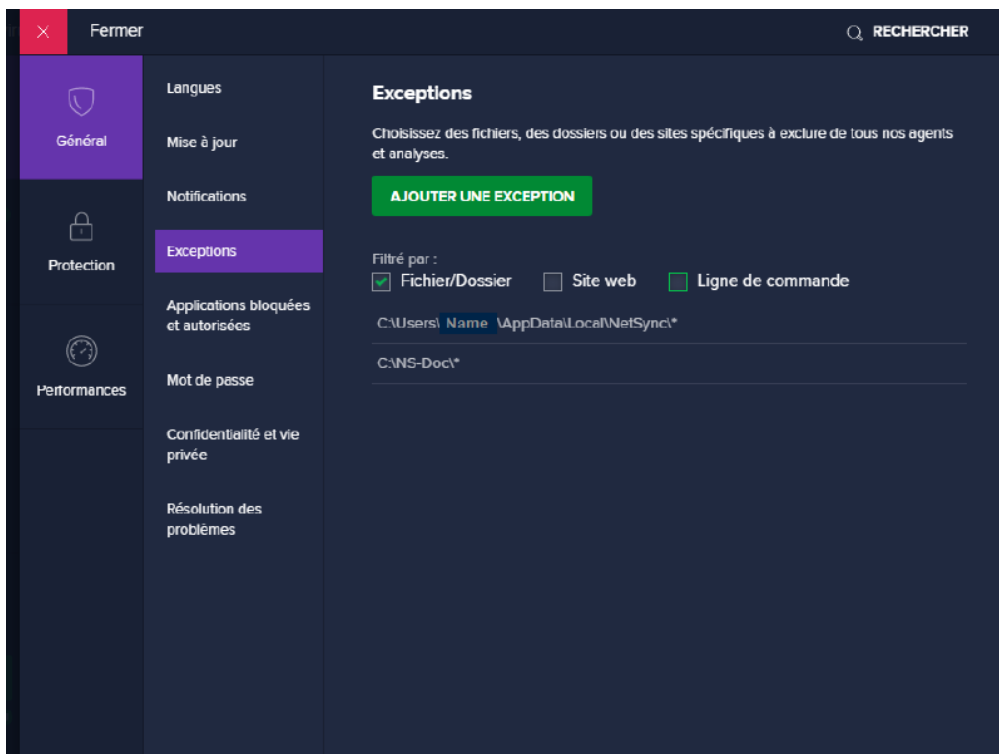 Fermer
RECHERCHER
Général
Protection
Performances
Langues
Mise à jour
Notifications
Exceptions
Applications bloquées
et autorisées
Mot de passe
Confidentialité et vie
privée
Résolution des
problèmes
Exceptions
Choisissez des fichiers, des dossiers ou des sites spécifiques à exclure de tous nos agents
et analyses.
AJOUTER UNE EXCEPTION
Filtré par :
Fichier/Dossier Site web Ligne de commande
C:\Users\ Name \AppData\Local\NetSync\*
C:\NS-Doc\*